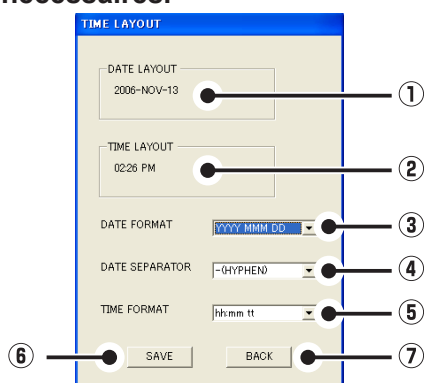 TIME LAYOUT
DATE LAYOUT
2006-NOV-13
①
TIME LAYOUT
02:26 PM
②
DATE FORMAT
YYYY MMM DD
③
DATE SEPARATOR
-(HYPHEN)
④
TIME FORMAT
hh:mm tt
⑤
⑥
SAVE
BACK
⑦